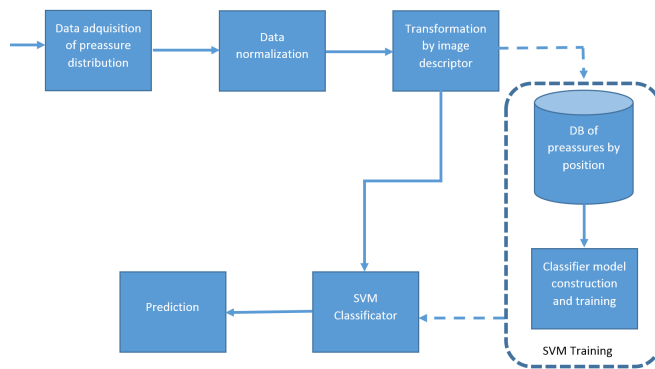 Data adquisition
of preassure
distribution
Data
normalization
Transformation
by image
descriptor
DB of
preassures by
position
Classifier model
construction
and training
SVM Training
SVM
Classificator
Prediction